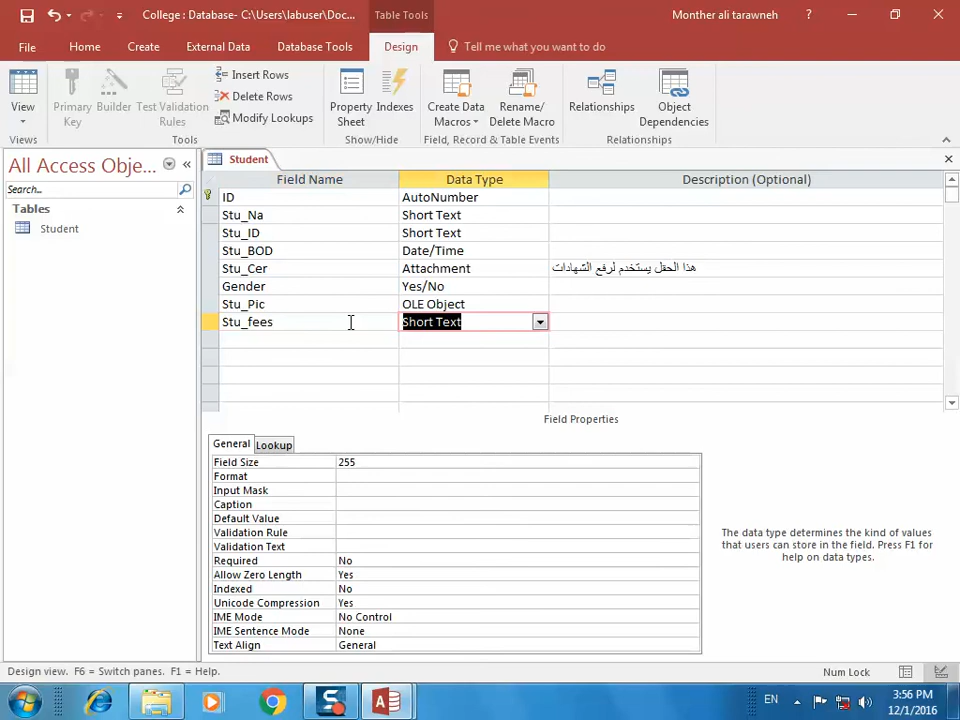 College : Database- C:\Users\labuser\Doc...
Table Tools
Monther ali tarawneh
?
File
Home
Create
External Data
Database Tools
Design
Tell me what you want to do
View
Primary Key
Builder
Test Validation Rules
Insert Rows
Delete Rows
Modify Lookups
Property Sheet
Indexes
Create Data Macros
Rename/ Delete Macro
Relationships
Object Dependencies
Views
Tools
Show/Hide
Field, Record & Table Events
Relationships
All Access Obje...
Search...
Tables
Student
Student
Field Name
Data Type
Description (Optional)
ID AutoNumber
Stu_Na Short Text
Stu_ID Short Text
Stu_BOD Date/Time
Stu_Cer Attachment هذا الحقل يستخدم لرفع الشهادات
Gender Yes/No
Stu_Pic OLE Object
Stu_fees Short Text
Field Properties
General
Lookup
Field Size 255
Format
Input Mask
Caption
Default Value
Validation Rule
Validation Text
Required No
Allow Zero Length Yes
Indexed No
Unicode Compression Yes
IME Mode No Control
IME Sentence Mode None
Text Align General
The data type determines the kind of values
that users can store in the field. Press F1 for
help on data types.
Design view. F6 = Switch panes. F1 = Help.
Num Lock
EN
3:56 PM
12/1/2016